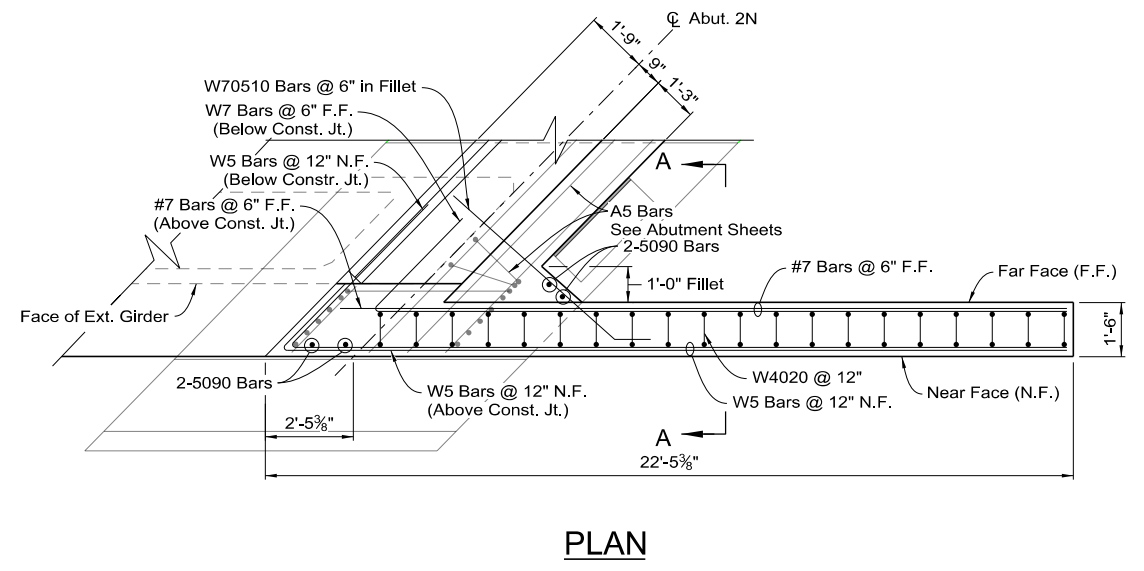 ℄ Abut. 2N
1'-9"
9"
1'-3"
W70510 Bars @ 6" in Fillet
W7 Bars @ 6" F.F.
(Below Const. Jt.)
W5 Bars @ 12" N.F.
(Below Constr. Jt.)
#7 Bars @ 6" F.F.
(Above Const. Jt.)
A
A5 Bars
See Abutment Sheets
2-5090 Bars
#7 Bars @ 6" F.F.
1'-0" Fillet
Far Face (F.F.)
Face of Ext. Girder
1'-6"
2-5090 Bars
W5 Bars @ 12" N.F.
(Above Const. Jt.)
W4020 @ 12"
W5 Bars @ 12" N.F.
Near Face (N.F.)
2'-5⅜"
A
22'-5⅜"
PLAN